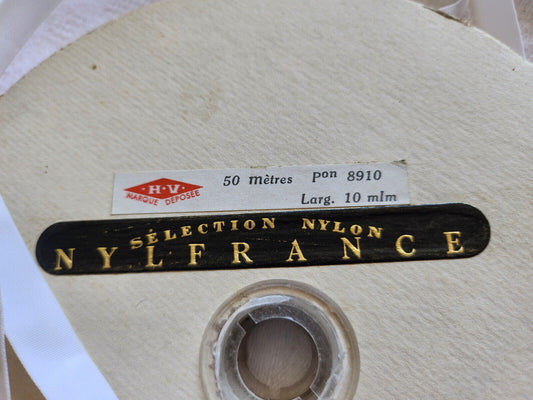 H.V.
MARQUE DÉPOSÉE
50 mètres pon 8910
Larg. 10 m/m
SÉLECTION NYLON
NYLFRANCE